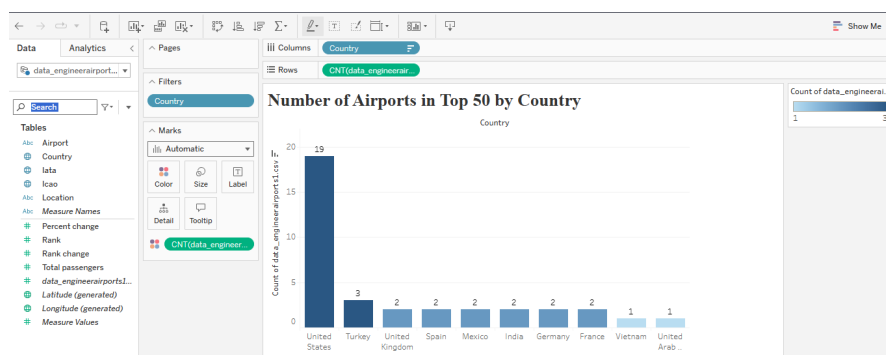 Show Me
Data Analytics
data_engineerairport...
Search
Tables
Abc Airport
Country
Iata
Icao
Abc Location
Abc Measure Names
# Percent change
# Rank
# Rank change
# Total passengers
# data_engineerairports1...
Latitude (generated)
Longitude (generated)
# Measure Values
Pages
Filters
Country
Marks
Automatic
Color Size Label
Detail Tooltip
CNT(data_engineer...
Columns Country
Rows CNT(data_engineerair...
Number of Airports in Top 50 by Country
Country
Count of data_engineerairports1.csv
20
15
10
5
0
19 3 2 2 2 2 2 2 1 1
United States
Turkey
United Kingdom
Spain
Mexico
India
Germany
France
Vietnam
United Arab ..
Count of data_engineerai..
1 3